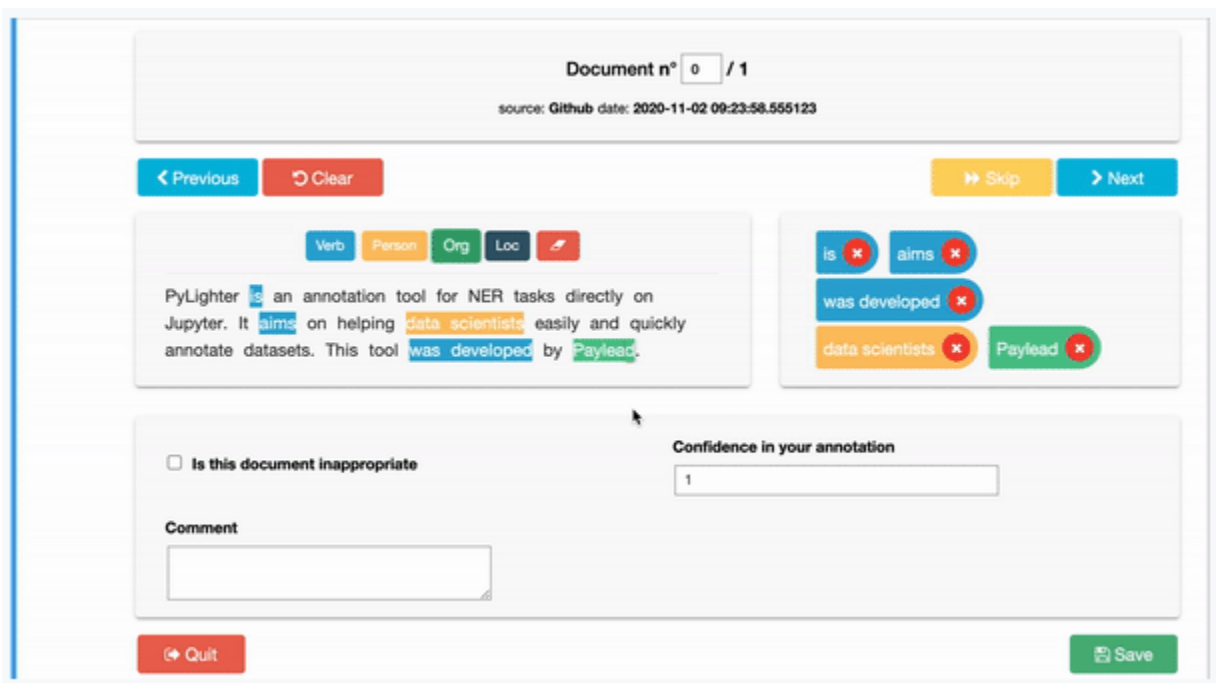 Document n° 0 / 1
source: Github date: 2020-11-02 09:23:58.555123
Previous Clear Skip Next
Verb Person Org Loc
PyLighter is an annotation tool for NER tasks directly on
Jupyter. It aims on helping data scientists easily and quickly
annotate datasets. This tool was developed by Paylead.
is aims
was developed
data scientists Paylead
Is this document inappropriate
Confidence in your annotation
1
Comment
Quit Save